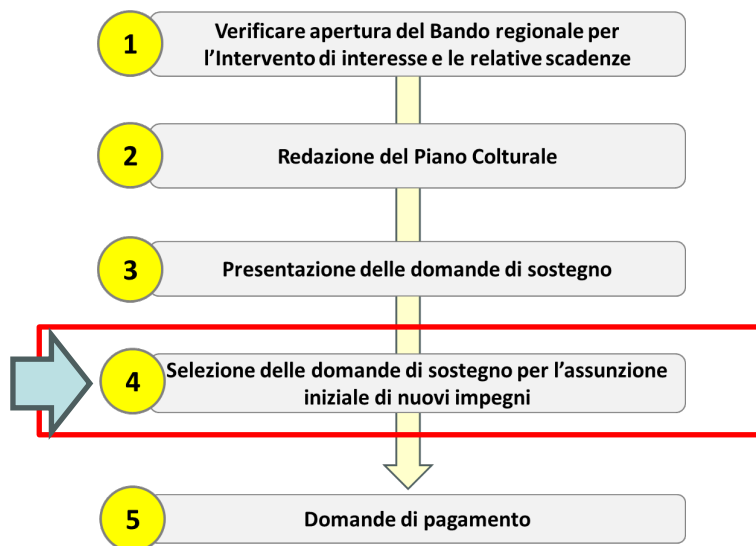 1
Verificare apertura del Bando regionale per
l'Intervento di interesse e le relative scadenze
2
Redazione del Piano Colturale
3
Presentazione delle domande di sostegno
4
Selezione delle domande di sostegno per l'assunzione
iniziale di nuovi impegni
5
Domande di pagamento